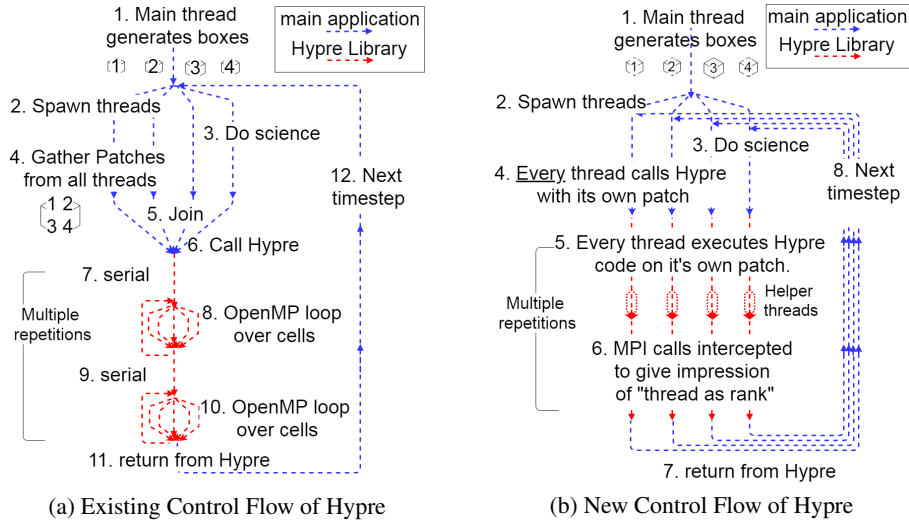 1. Main thread
generates boxes
1 2 3 4
main application
Hypre Library
2. Spawn threads
3. Do science
4. Gather Patches
from all threads
1 2
3 4
5. Join
6. Call Hypre
12. Next
timestep
7. serial
Multiple
repetitions
8. OpenMP loop
over cells
9. serial
10. OpenMP loop
over cells
11. return from Hypre
(a) Existing Control Flow of Hypre
1. Main thread
generates boxes
1 2 3 4
main application
Hypre Library
2. Spawn threads
3. Do science
4. Every thread calls Hypre
with its own patch
8. Next
timestep
5. Every thread executes Hypre
code on it's own patch.
Multiple
repetitions
Helper
threads
6. MPI calls intercepted
to give impression
of "thread as rank"
7. return from Hypre
(b) New Control Flow of Hypre